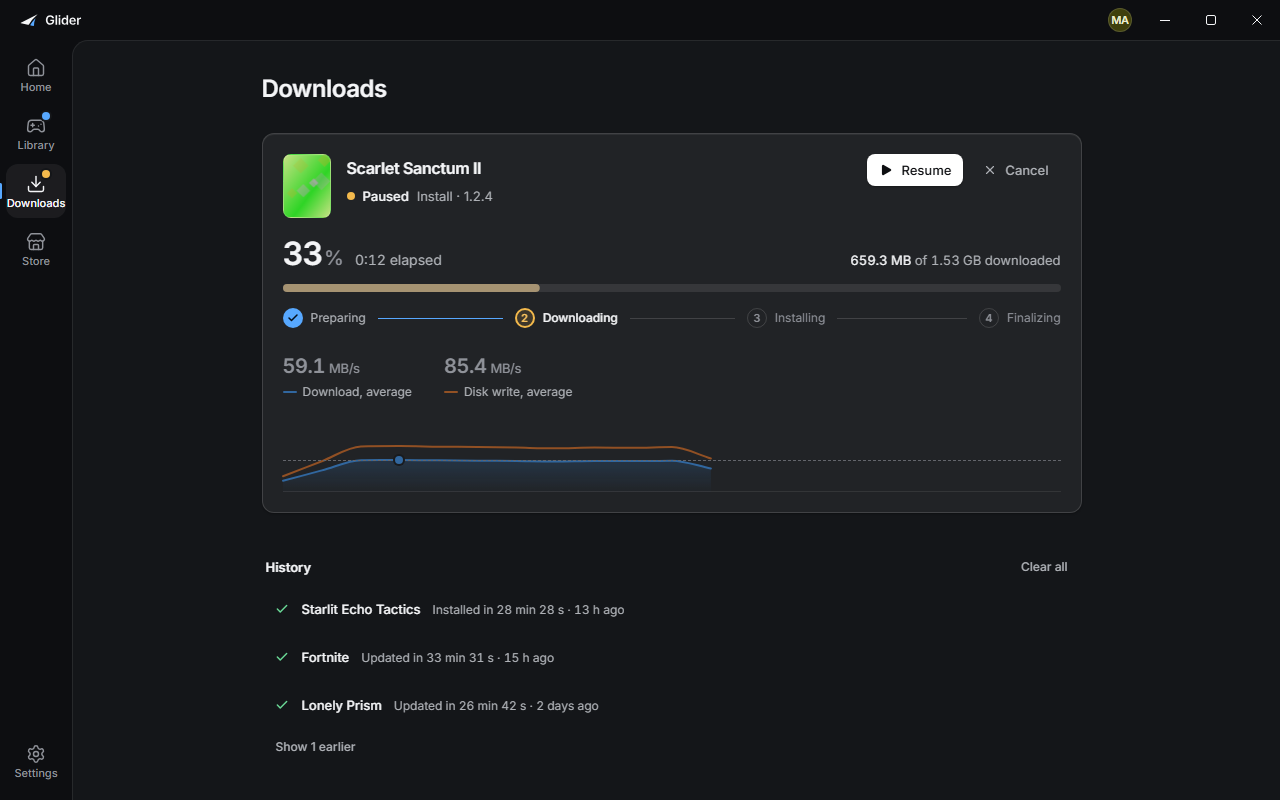 Glider
MA
Home
Library
Downloads
Store
Settings
Downloads
Scarlet Sanctum II
Paused Install · 1.2.4
Resume
Cancel
33% 0:12 elapsed
659.3 MB of 1.53 GB downloaded
Preparing
2 Downloading
3 Installing
4 Finalizing
59.1 MB/s
Download, average
85.4 MB/s
Disk write, average
History
Clear all
Starlit Echo Tactics Installed in 28 min 28 s · 13 h ago
Fortnite Updated in 33 min 31 s · 15 h ago
Lonely Prism Updated in 26 min 42 s · 2 days ago
Show 1 earlier